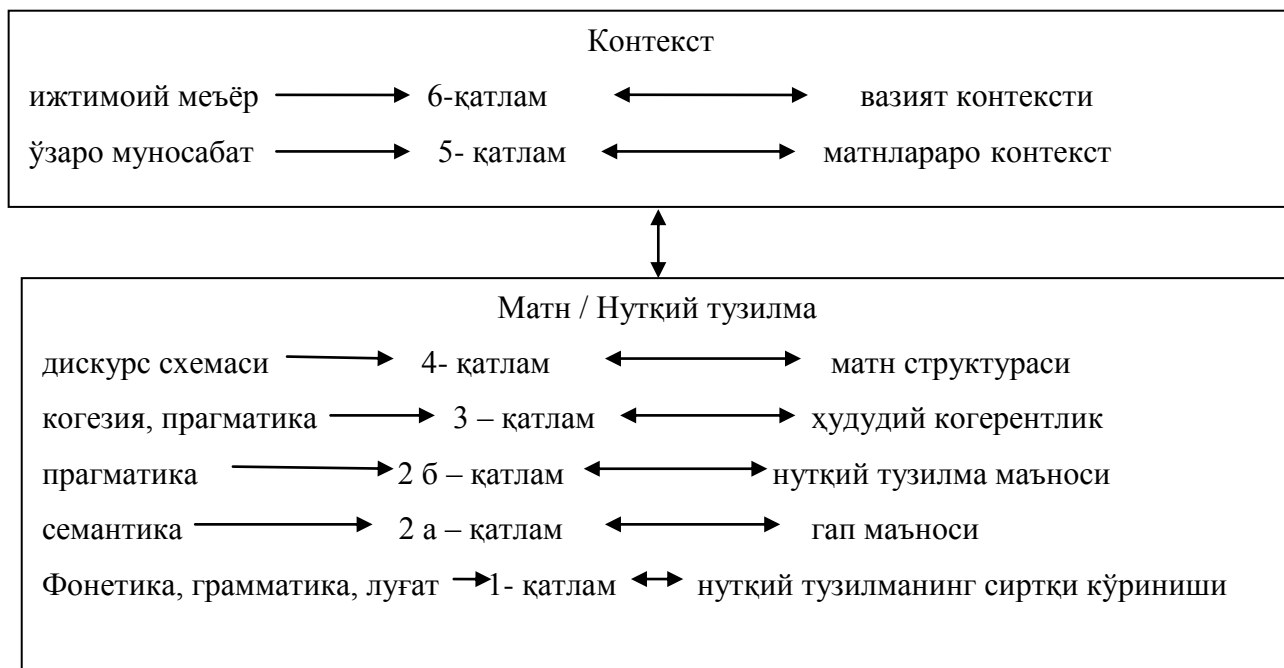 Контекст
ижтимоий меъёр 6-қатлам вазият контексти
ўзаро муносабат 5- қатлам матнлараро контекст
Матн / Нутқий тузилма
дискурс схемаси 4- қатлам матн структураси
когезия, прагматика 3 – қатлам ҳудудий когерентлик
прагматика 2 б – қатлам нутқий тузилма маъноси
семантика 2 а – қатлам гап маъноси
Фонетика, грамматика, луғат 1- қатлам нутқий тузилманинг сиртқи кўриниши